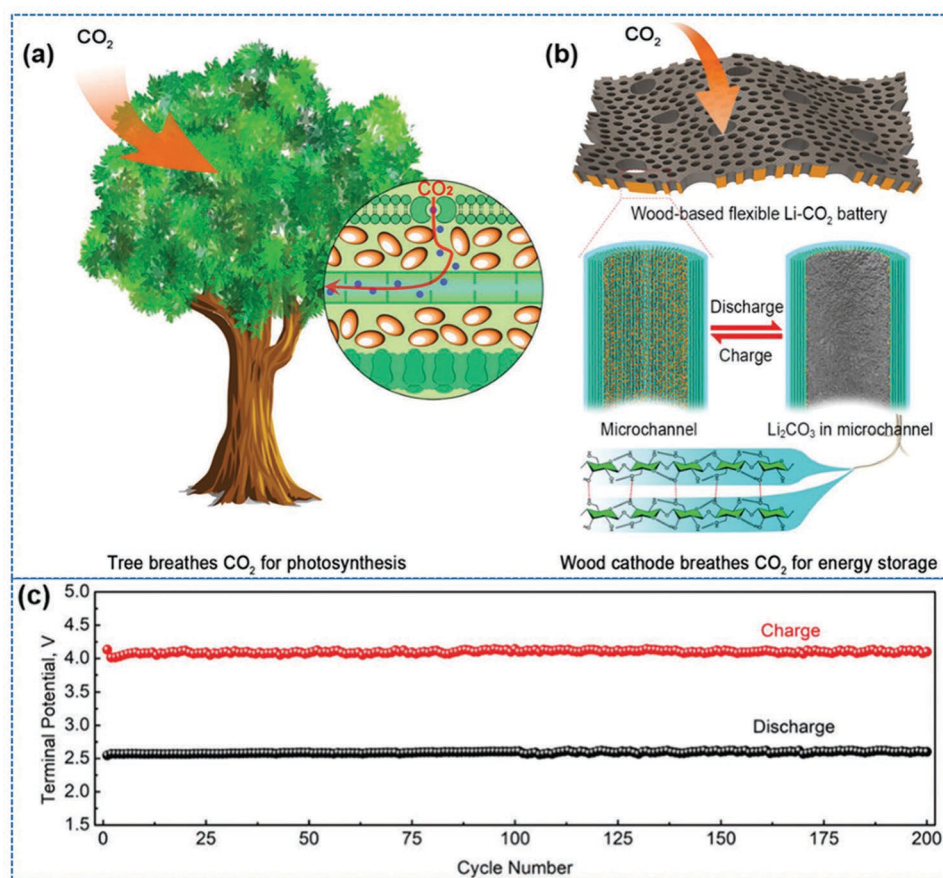 (a)
CO₂
CO₂
Tree breathes CO₂ for photosynthesis
(b)
CO₂
Wood-based flexible Li-CO₂ battery
Discharge
Charge
Microchannel
Li₂CO₃ in microchannel
Wood cathode breathes CO₂ for energy storage
(c)
Terminal Potential, V
5.0
4.5
4.0
3.5
3.0
2.5
2.0
1.5
Charge
Discharge
0 25 50 75 100 125 150 175 200
Cycle Number